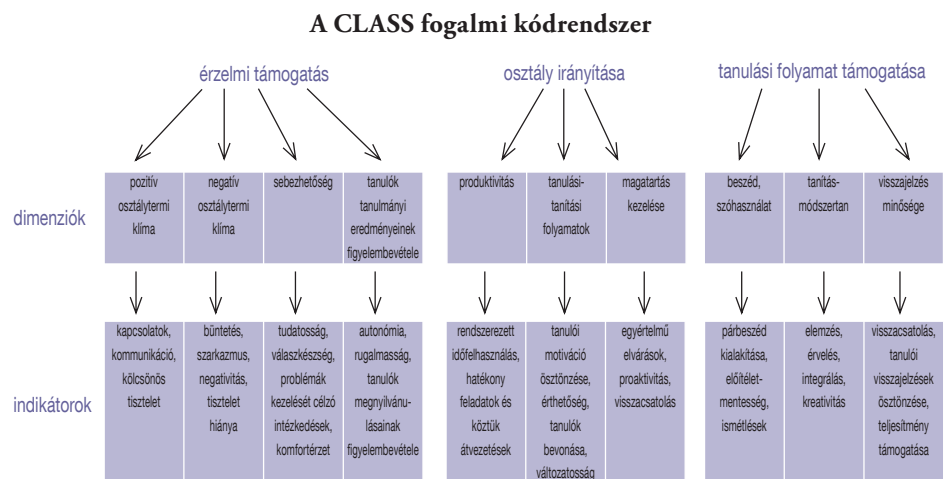 A CLASS fogalmi kódrendszer
érzelmi támogatás
osztály irányítása
tanulási folyamat támogatása
dimenziók
pozitív
osztálytermi
klíma
negatív
osztálytermi
klíma
sebezhetőség
tanulók
tanulmányi
eredményeinek
figyelembevétele
produktivitás
tanulási-
tanítási
folyamatok
magatartás
kezelése
beszéd,
szóhasználat
tanítás-
módszertan
visszajelzés
minősége
indikátorok
kapcsolatok,
kommunikáció,
kölcsönös
tisztelet
büntetés,
szarkazmus,
negativitás,
tisztelet
hiánya
tudatosság,
válaszkészség,
problémák
kezelését célzó
intézkedések,
komfortérzet
autonómia,
rugalmasság,
tanulók
megnyilvánu-
lásainak
figyelembevétele
rendszerezett
időfelhasználás,
hatékony
feladatok és
köztük
átvezetések
tanulói
motiváció
ösztönzése,
érthetőség,
tanulók
bevonása,
változatosság
egyértelmű
elvárások,
proaktivitás,
visszacsatolás
párbeszéd
kialakítása,
előítélet-
mentesség,
ismétlések
elemzés,
érvelés,
integrálás,
kreativitás
visszacsatolás,
tanulói
visszajelzések
ösztönzése,
teljesítmény
támogatása